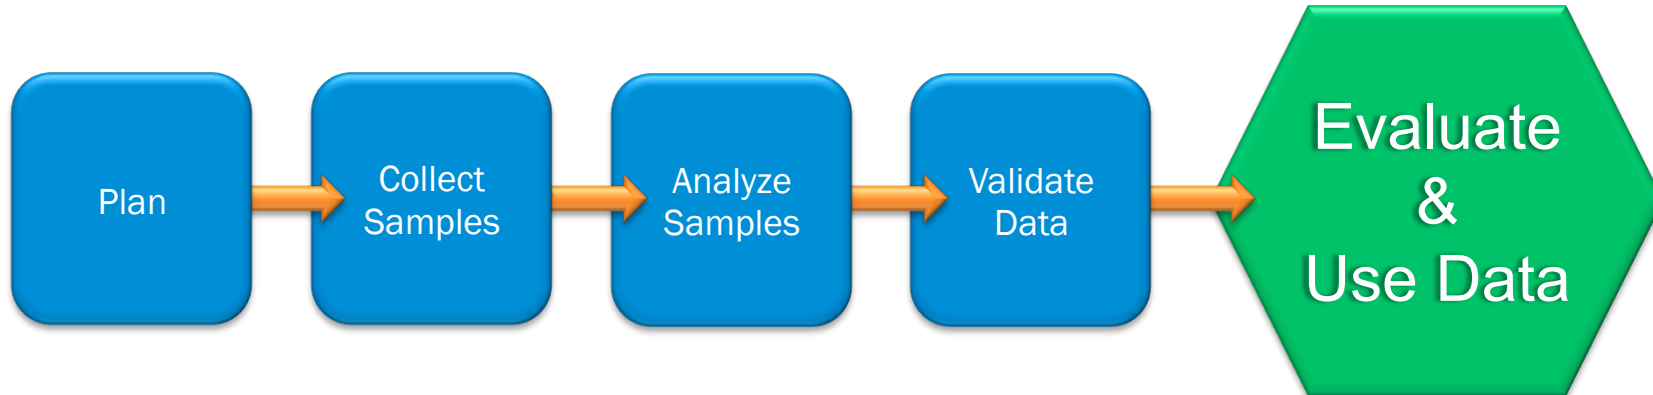 Plan
Collect
Samples
Analyze
Samples
Validate
Data
Evaluate
&
Use Data